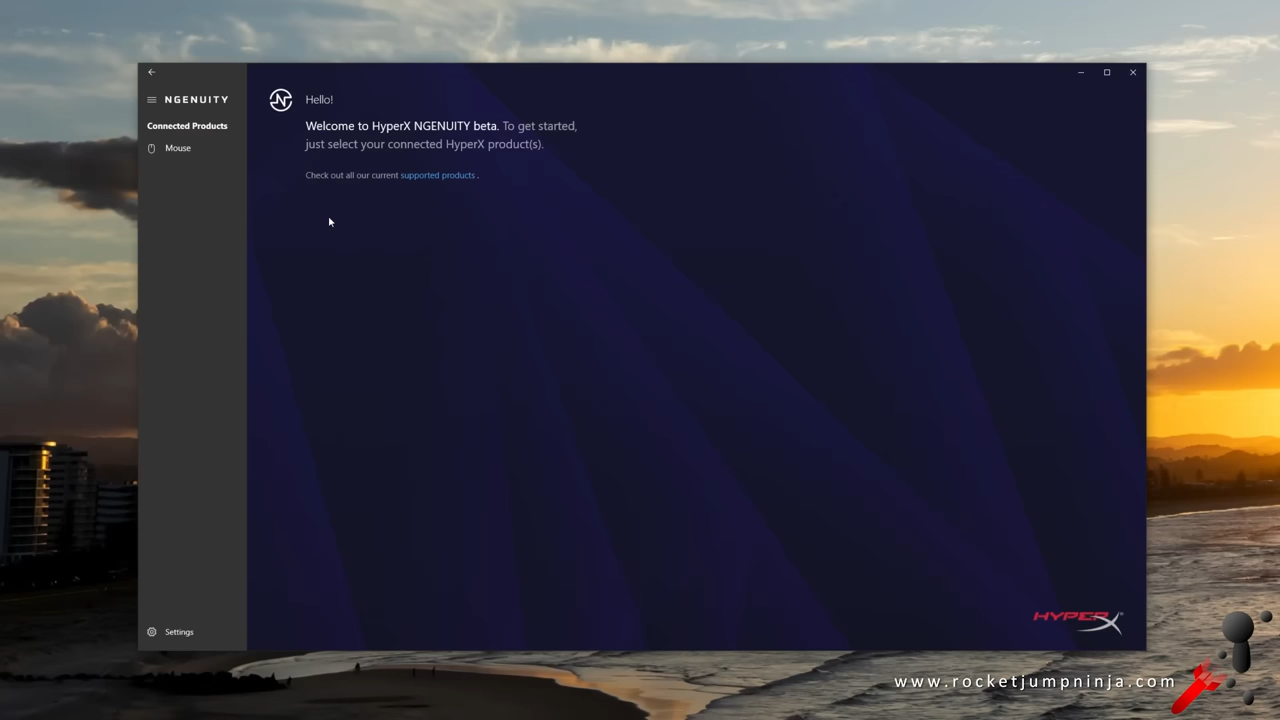 NGENUITY
Connected Products
Mouse
Settings
Hello!
Welcome to HyperX NGENUITY beta. To get started,
just select your connected HyperX product(s).
Check out all our current supported products .
HYPERX
www.rocketjumpninja.com